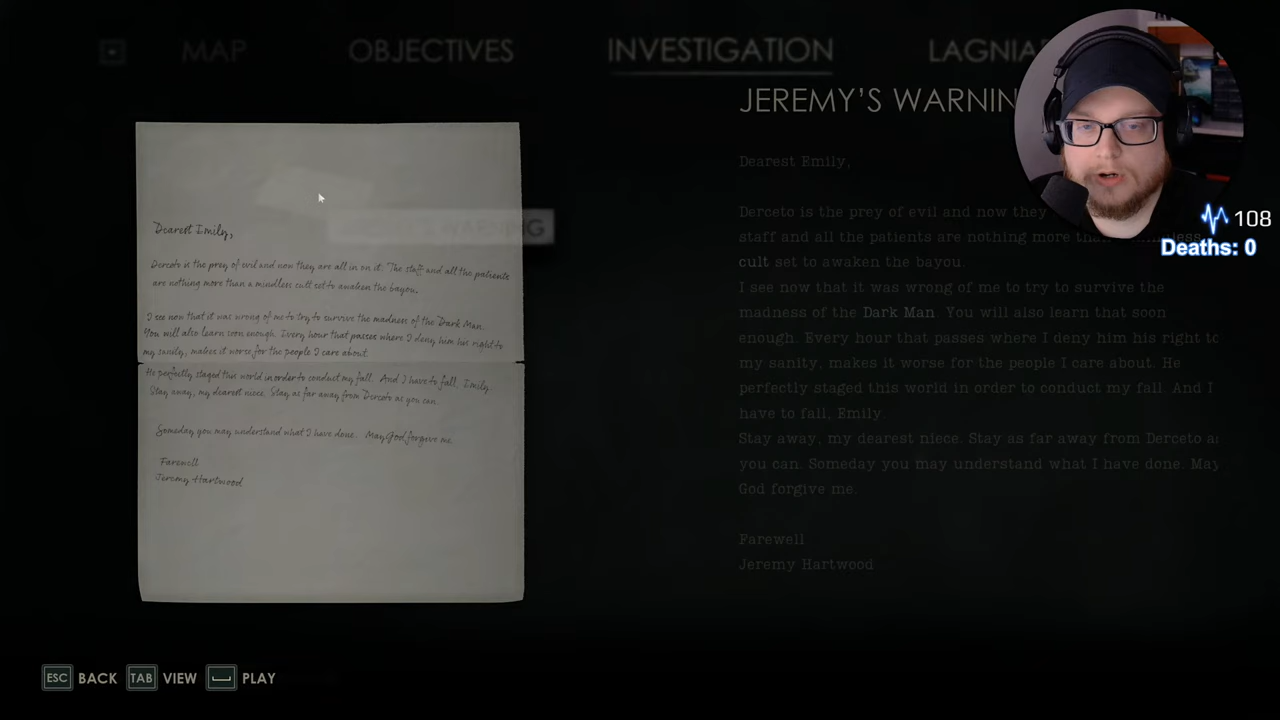 MAP
OBJECTIVES
INVESTIGATION
JEREMY'S WARNIN
108
Deaths: 0
Dearest Emily,
Derceto is the prey of evil and now they are all in on it. The staff and all the patients
are nothing more than a mindless cult set to awaken the bayou.
I see now that it was wrong of me to try to survive the madness of the Dark Man.
You will also learn soon enough. Every hour that passes where I deny him his right to
my sanity, makes it worse for the people I care about.
He perfectly staged this world in order to conduct my fall. And I have to fall, Emily.
Stay away, my dearest niece. Stay as far away from Derceto as you can.
Someday you may understand what I have done. May God forgive me.
Farewell
Jeremy Hartwood
WARNING
Dearest Emily,
Derceto is the prey of evil and now they
staff and all the patients are nothing more
cult set to awaken the bayou.
I see now that it was wrong of me to try to survive the
madness of the Dark Man. You will also learn that soon
enough. Every hour that passes where I deny him his right to
my sanity, makes it worse for the people I care about. He
perfectly staged this world in order to conduct my fall. And I
have to fall, Emily.
Stay away, my dearest niece. Stay as far away from Derceto as
you can. Someday you may understand what I have done. May
God forgive me.
Farewell
Jeremy Hartwood
ESC BACK TAB VIEW PLAY